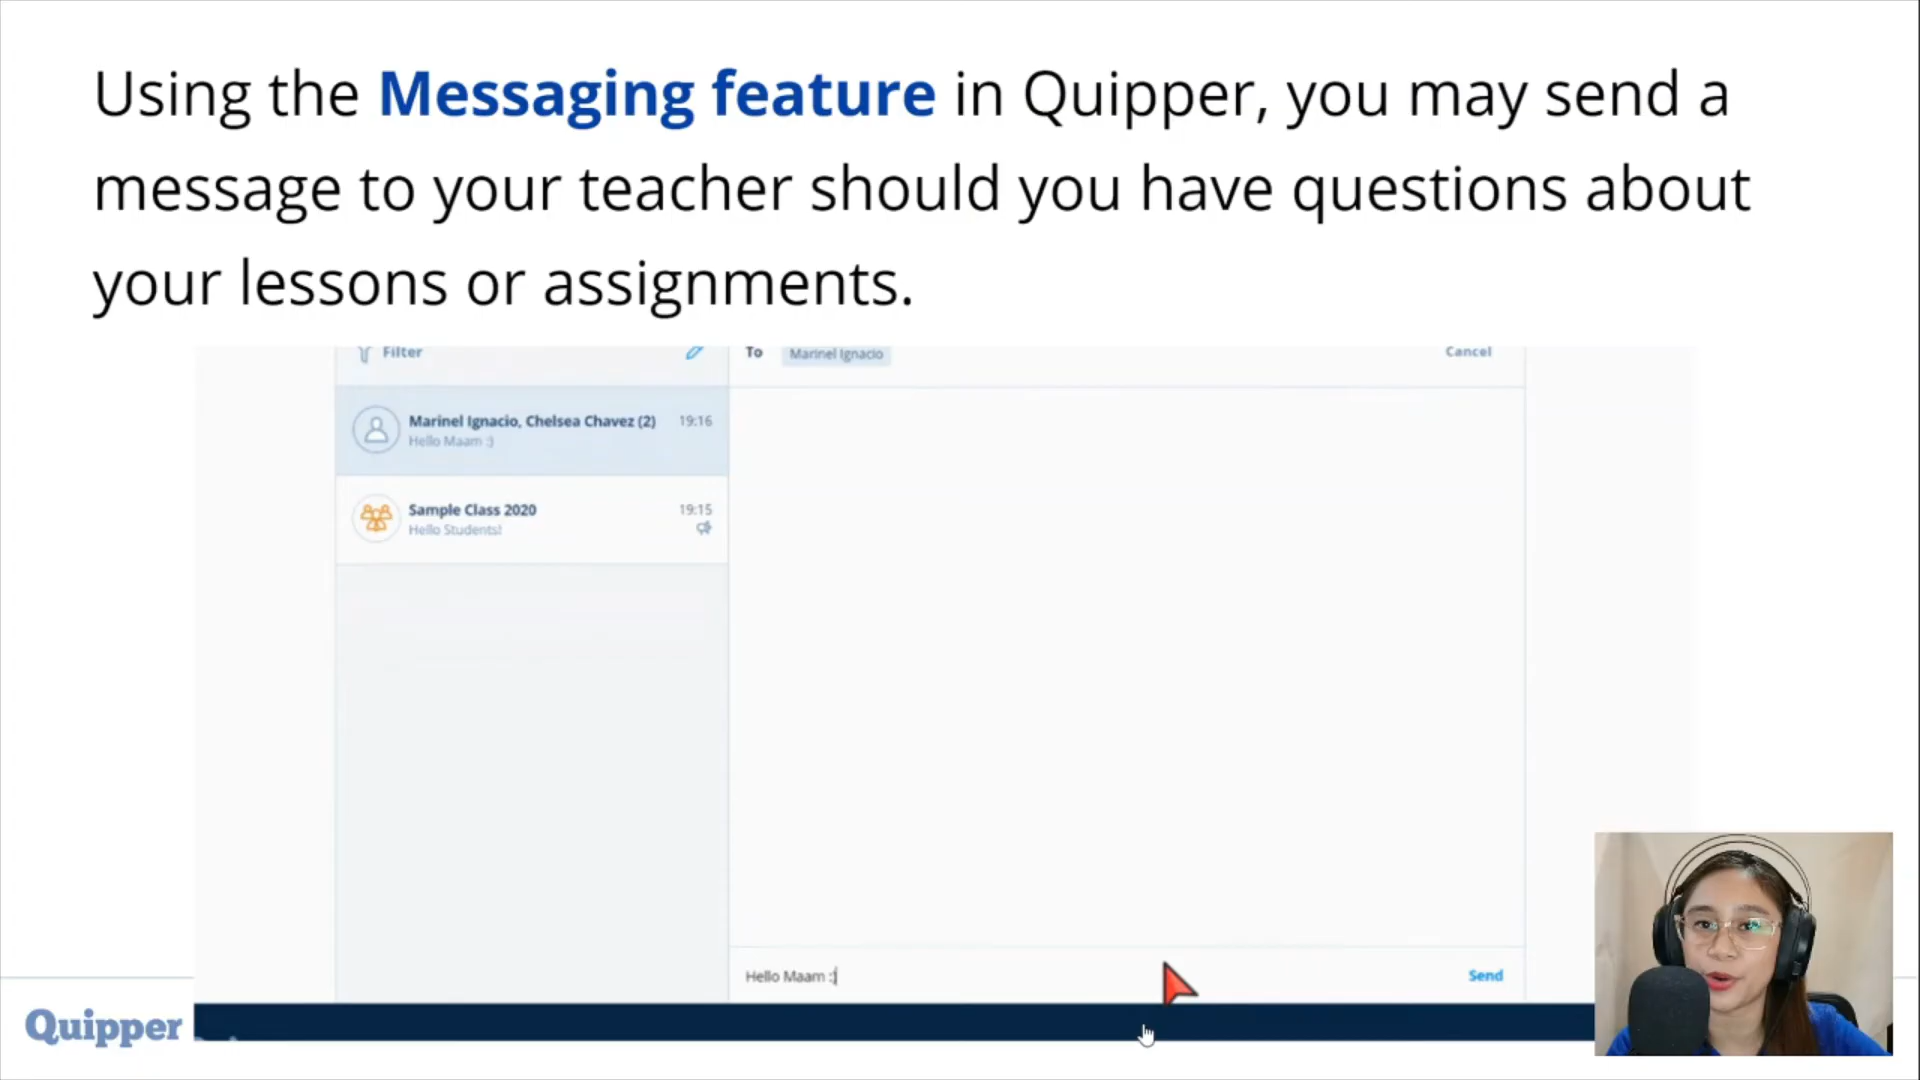 Using the Messaging feature in Quipper, you may send a
message to your teacher should you have questions about
your lessons or assignments.
Filter
To Marinel Ignacio Cancel
Marinel Ignacio, Chelsea Chavez (2) 19:16
Hello Maam :)
Sample Class 2020 19:15
Hello Students!
Hello Maam :)
Send
Quipper